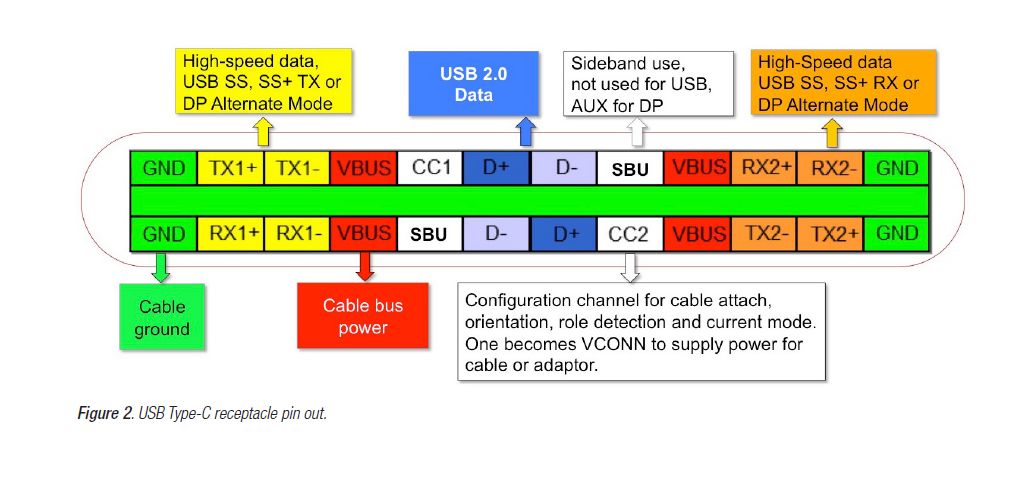 High-speed data,
USB SS, SS+ TX or
DP Alternate Mode
USB 2.0
Data
Sideband use,
not used for USB,
AUX for DP
High-Speed data
USB SS, SS+ RX or
DP Alternate Mode
GND TX1+ TX1- VBUS CC1 D+ D- SBU VBUS RX2+ RX2- GND
GND RX1+ RX1- VBUS SBU D- D+ CC2 VBUS TX2- TX2+ GND
Cable
ground
Cable bus
power
Configuration channel for cable attach,
orientation, role detection and current mode.
One becomes VCONN to supply power for
cable or adaptor.
Figure 2. USB Type-C receptacle pin out.